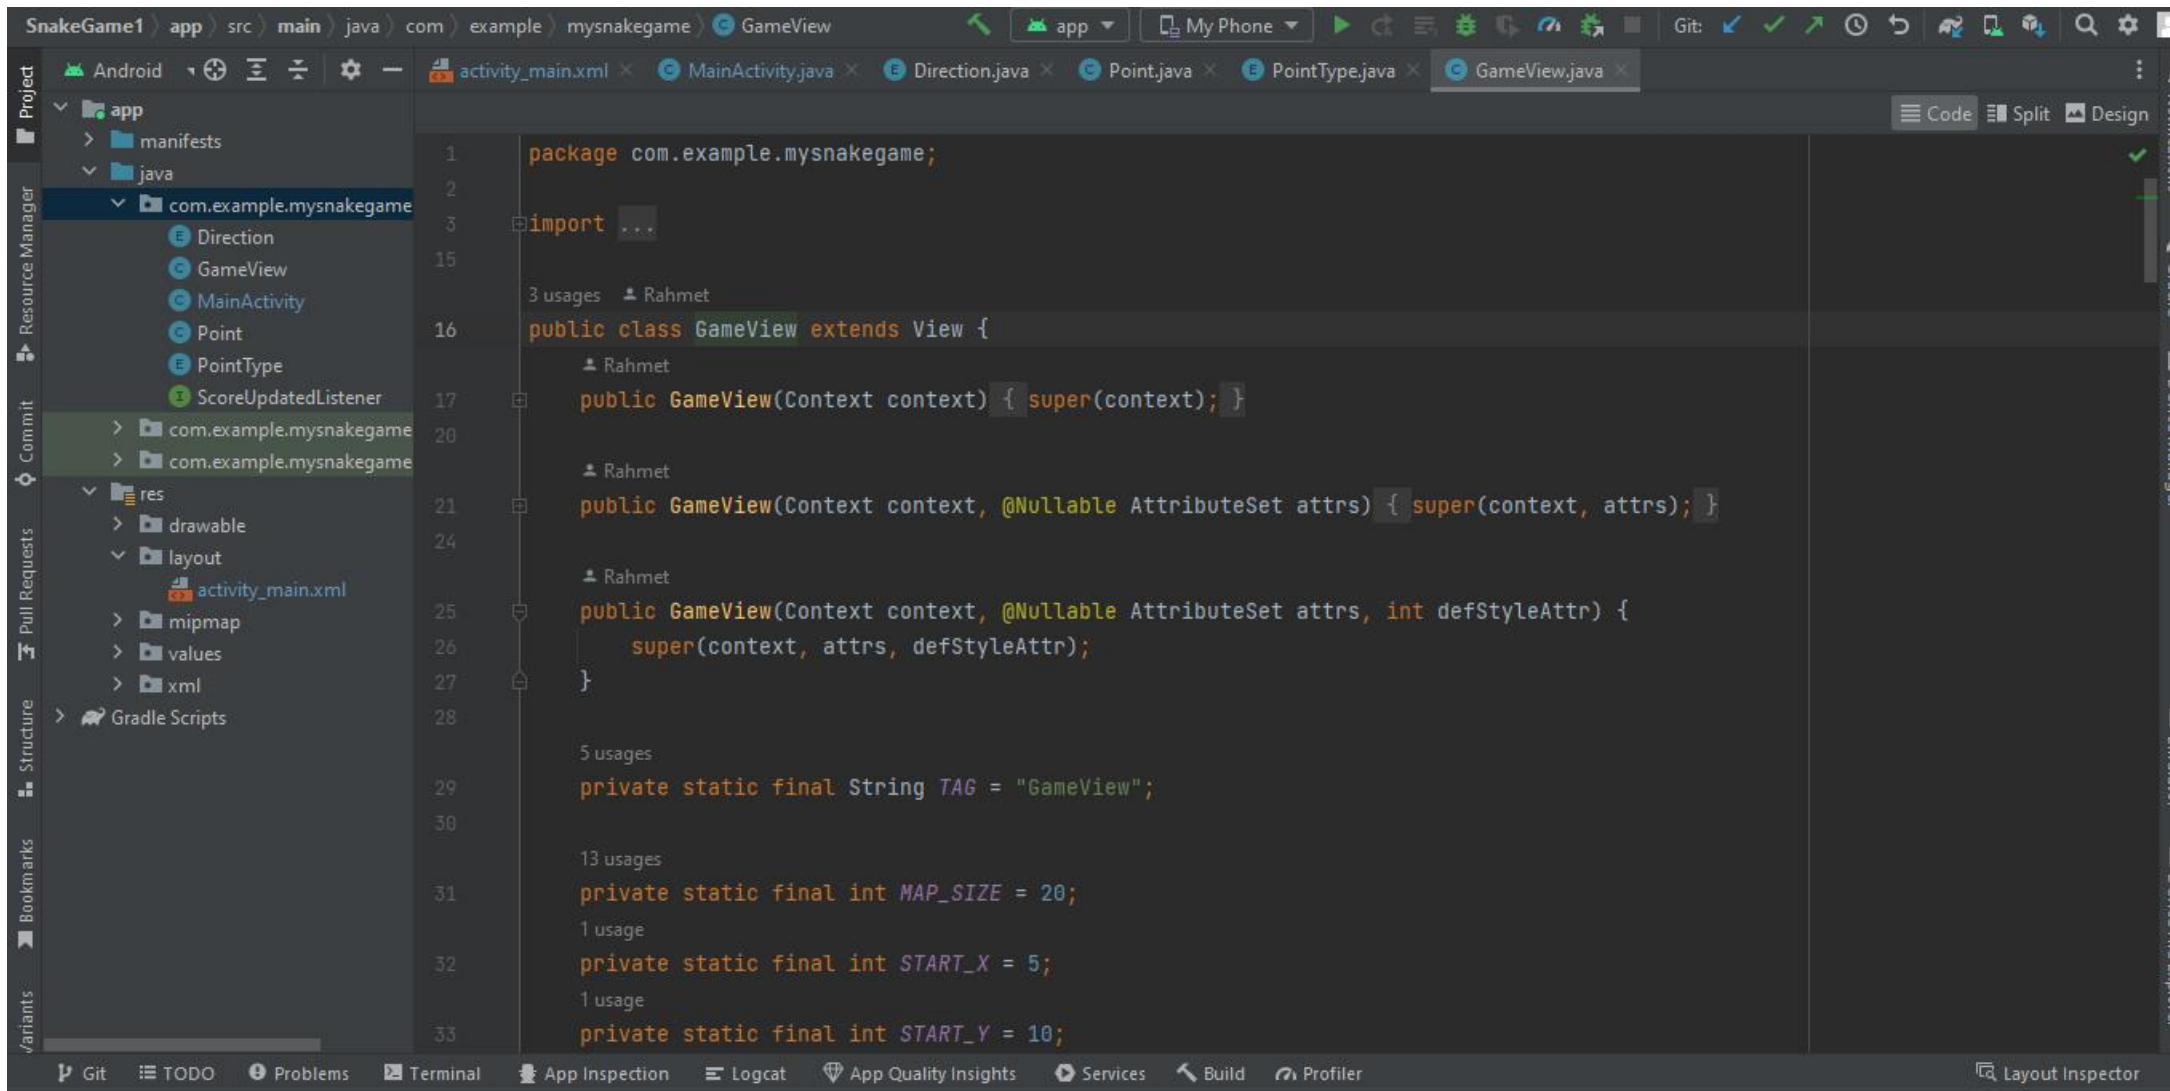 SnakeGame1 app src main java com example mysnakegame GameView app My Phone Git:
Android
activity_main.xml MainActivity.java Direction.java Point.java PointType.java GameView.java
Code Split Design
Project
Resource Manager
Commit
Pull Requests
Structure
Bookmarks
Variants
app
manifests
java
com.example.mysnakegame
Direction
GameView
MainActivity
Point
PointType
ScoreUpdatedListener
com.example.mysnakegame
com.example.mysnakegame
res
drawable
layout
activity_main.xml
mipmap
values
xml
Gradle Scripts
1 package com.example.mysnakegame;
2
3 import ...
15
3 usages Rahmet
16 public class GameView extends View {
Rahmet
17 public GameView(Context context) { super(context); }
20
Rahmet
21 public GameView(Context context, @Nullable AttributeSet attrs) { super(context, attrs); }
24
Rahmet
25 public GameView(Context context, @Nullable AttributeSet attrs, int defStyleAttr) {
26 super(context, attrs, defStyleAttr);
27 }
28
5 usages
29 private static final String TAG = "GameView";
30
13 usages
31 private static final int MAP_SIZE = 20;
1 usage
32 private static final int START_X = 5;
1 usage
33 private static final int START_Y = 10;
Git TODO Problems Terminal App Inspection Logcat App Quality Insights Services Build Profiler Layout Inspector